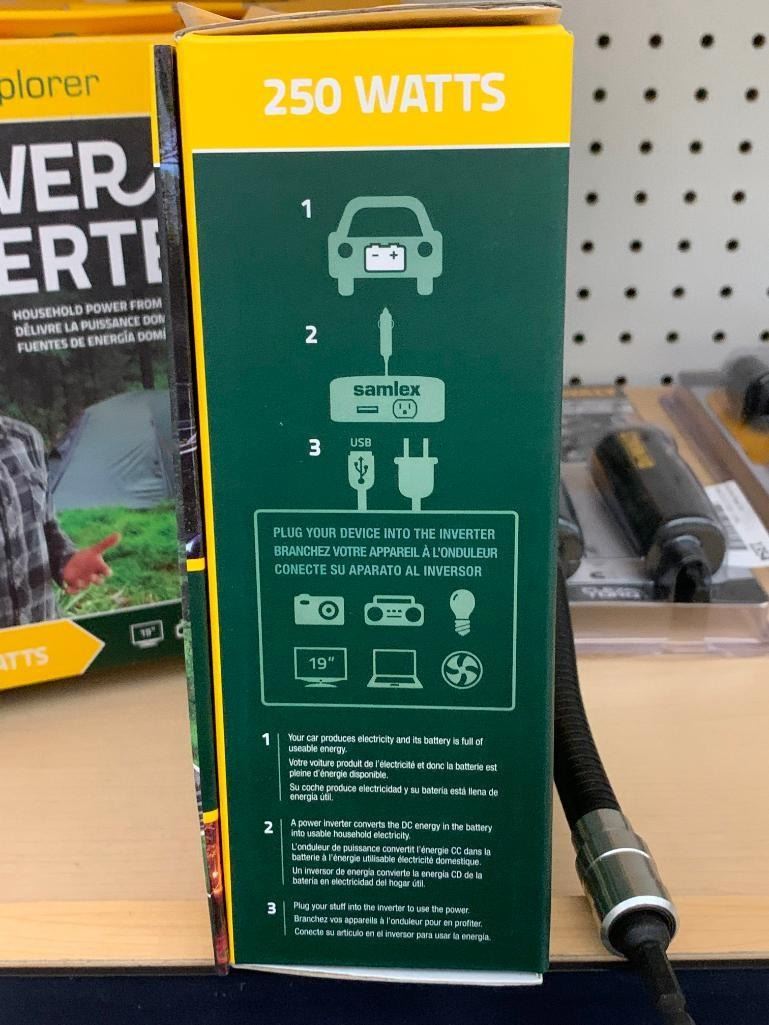 plorer
VER
ERTE
HOUSEHOLD POWER FROM
DÉLIVRE LA PUISSANCE DOM
FUENTES DE ENERGÍA DOMÉ
ATTS
19"
250 WATTS
1
- +
2
samlex
3
USB
PLUG YOUR DEVICE INTO THE INVERTER
BRANCHEZ VOTRE APPAREIL À L'ONDULEUR
CONECTE SU APARATO AL INVERSOR
19"
1 Your car produces electricity and its battery is full of
useable energy.
Votre voiture produit de l'électricité et donc la batterie est
pleine d'énergie disponible.
Su coche produce electricidad y su batería está llena de
energía útil.
2 A power inverter converts the DC energy in the battery
into usable household electricity.
L'onduleur de puissance convertit l'énergie CC dans la
batterie à l'énergie utilisable électricité domestique.
Un inversor de energía convierte la energía CD de la
batería en electricidad del hogar útil.
3 Plug your stuff into the inverter to use the power.
Branchez vos appareils à l'onduleur pour en profiter.
Conecte su articulo en el inversor para usar la energía.